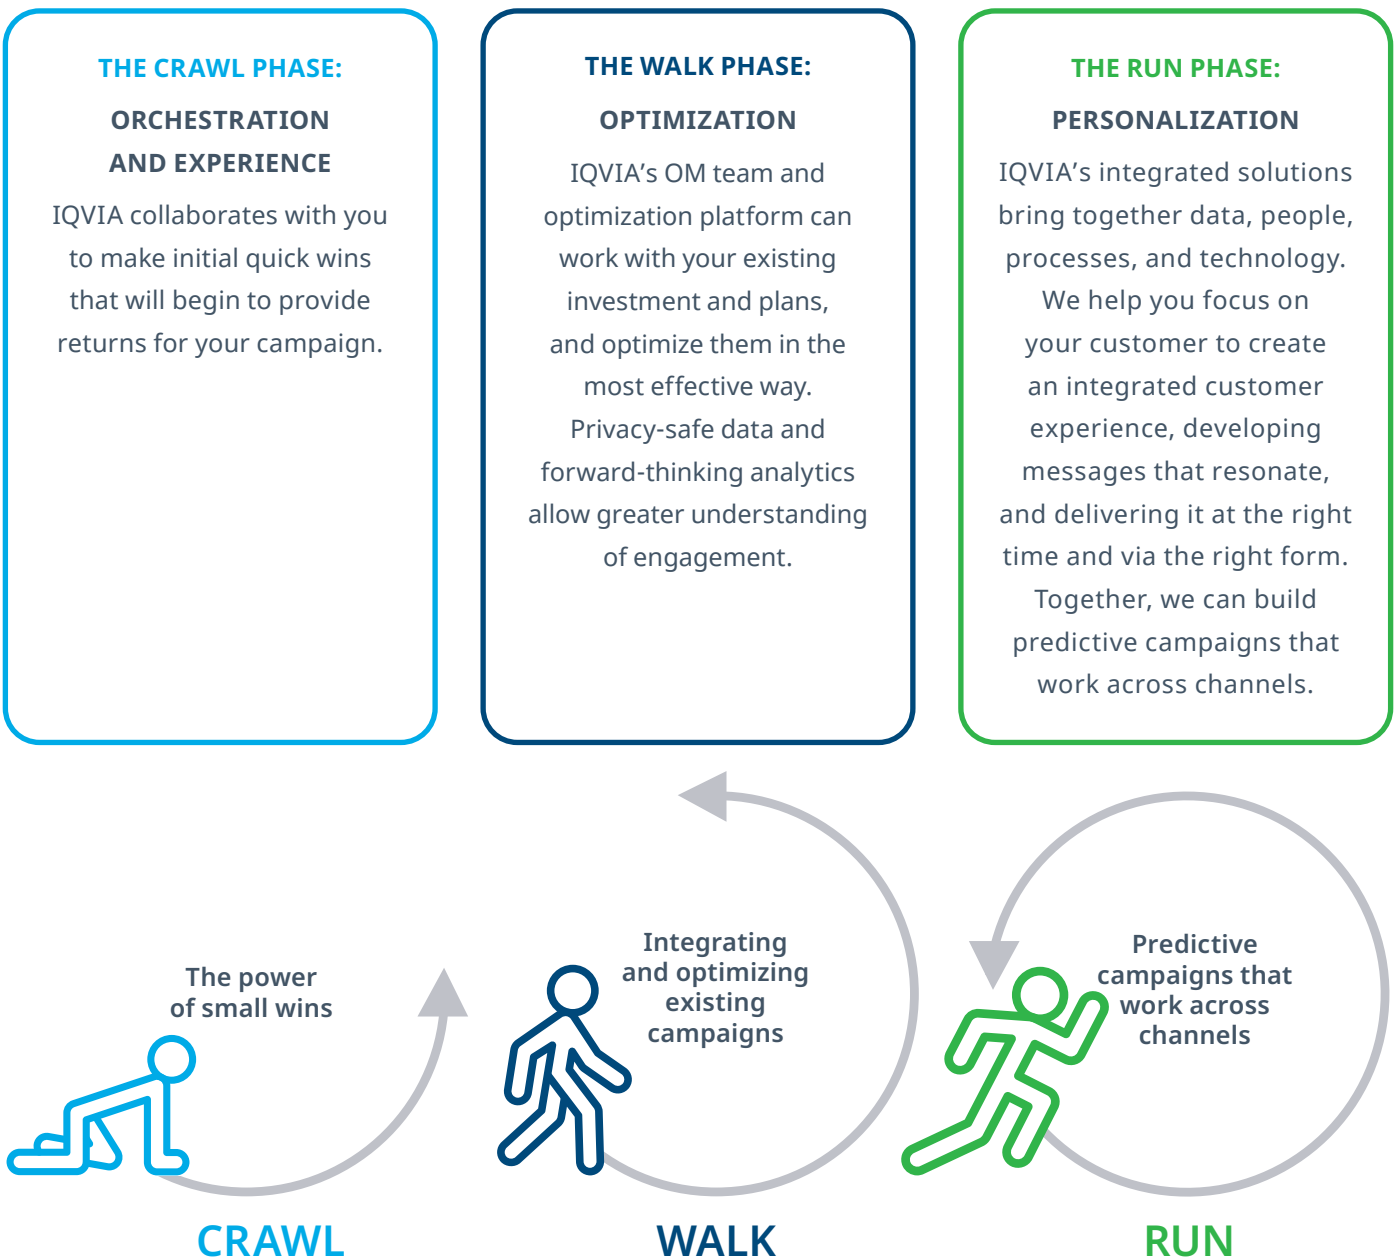 THE CRAWL PHASE:
ORCHESTRATION
AND EXPERIENCE
IQVIA collaborates with you
to make initial quick wins
that will begin to provide
returns for your campaign.
THE WALK PHASE:
OPTIMIZATION
IQVIA’s OM team and
optimization platform can
work with your existing
investment and plans,
and optimize them in the
most effective way.
Privacy-safe data and
forward-thinking analytics
allow greater understanding
of engagement.
THE RUN PHASE:
PERSONALIZATION
IQVIA’s integrated solutions
bring together data, people,
processes, and technology.
We help you focus on
your customer to create
an integrated customer
experience, developing
messages that resonate,
and delivering it at the right
time and via the right form.
Together, we can build
predictive campaigns that
work across channels.
The power
of small wins
CRAWL
Integrating
and optimizing
existing
campaigns
WALK
Predictive
campaigns that
work across
channels
RUN